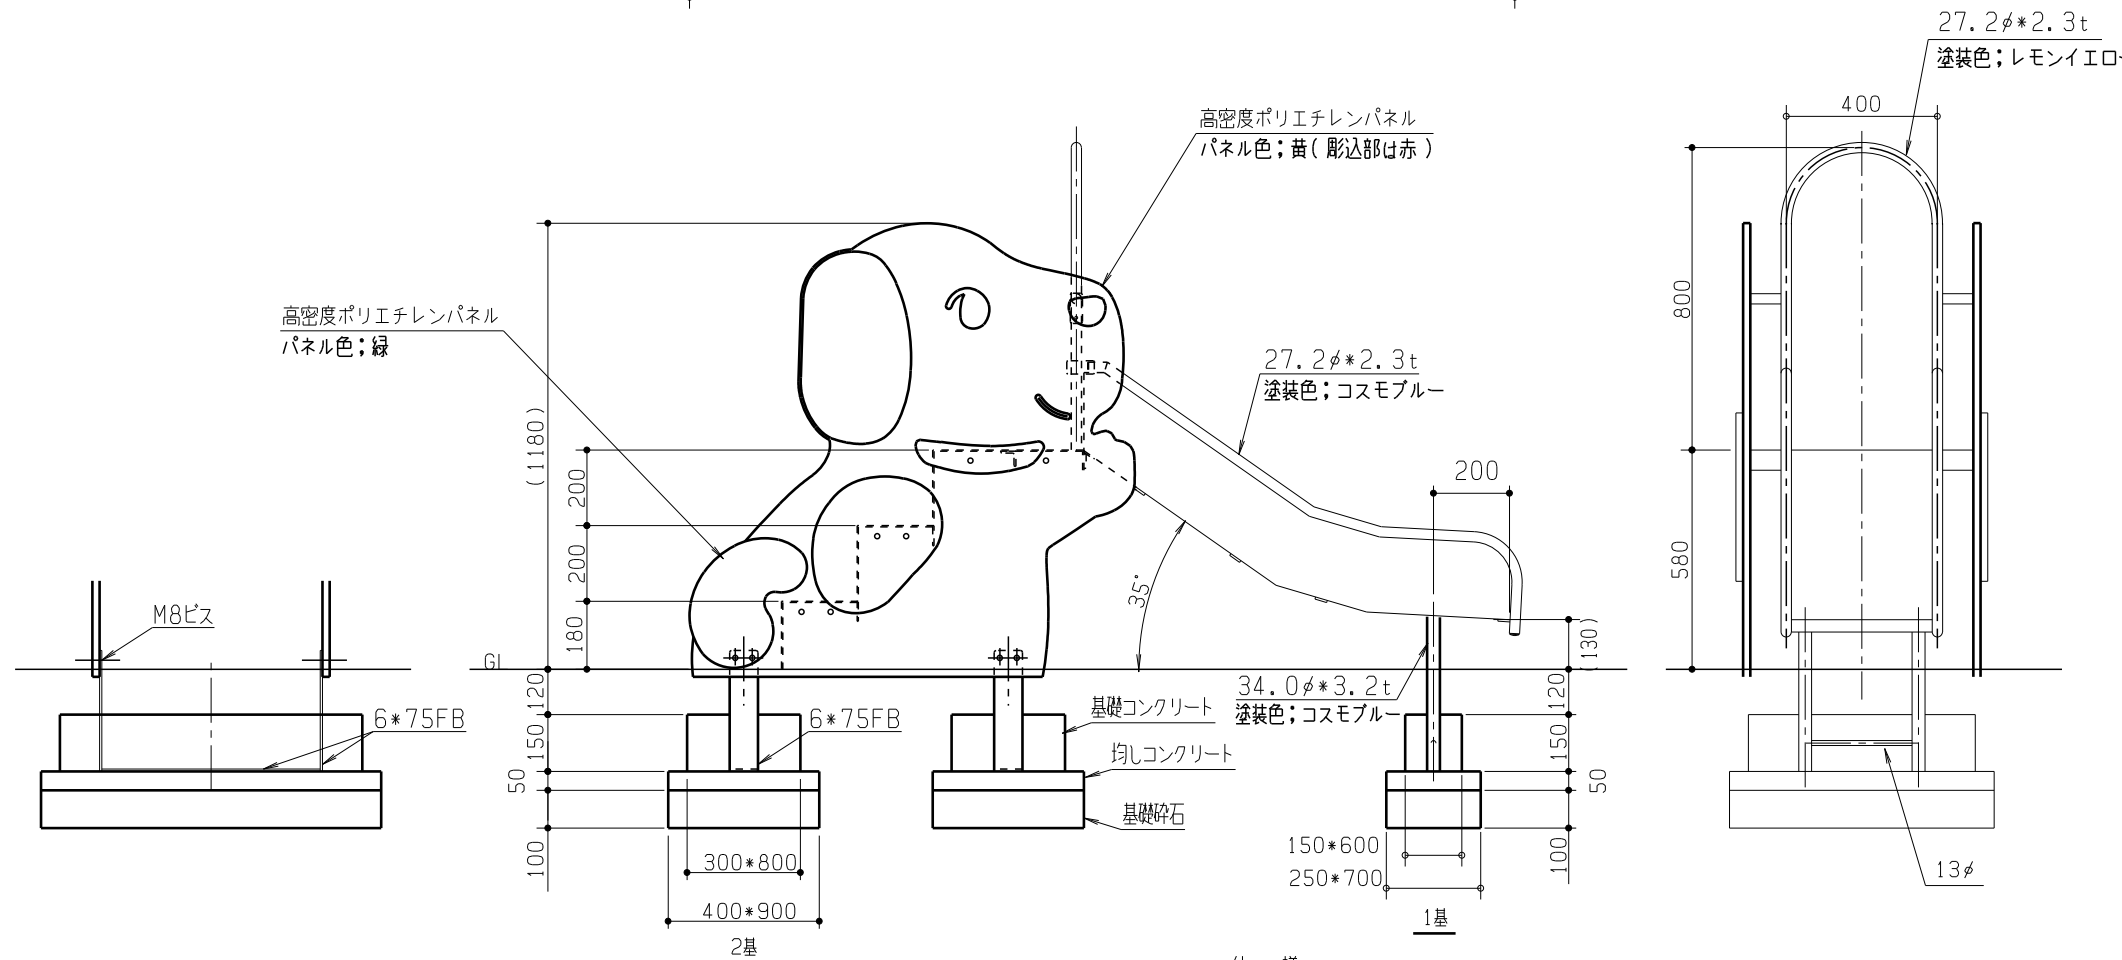 27.2φ*2.3t
塗装色；レモンイエロー
400
高密度ポリエチレンパネル
パネル色；黄( 彫込部は赤 )
800
高密度ポリエチレンパネル
パネル色；緑
27.2φ*2.3t
塗装色；コスモブルー
(1180)
200
200
200
580
35°
180
M8ビス
(130)
GL
34.0φ*3.2t
塗装色；コスモブルー
120
120
6*75FB
6*75FB
基礎コンクリート
150
150
均しコンクリート
50
50
基礎砕石
100
100
300*800
150*600
250*700
13φ
400*900
1基
2基